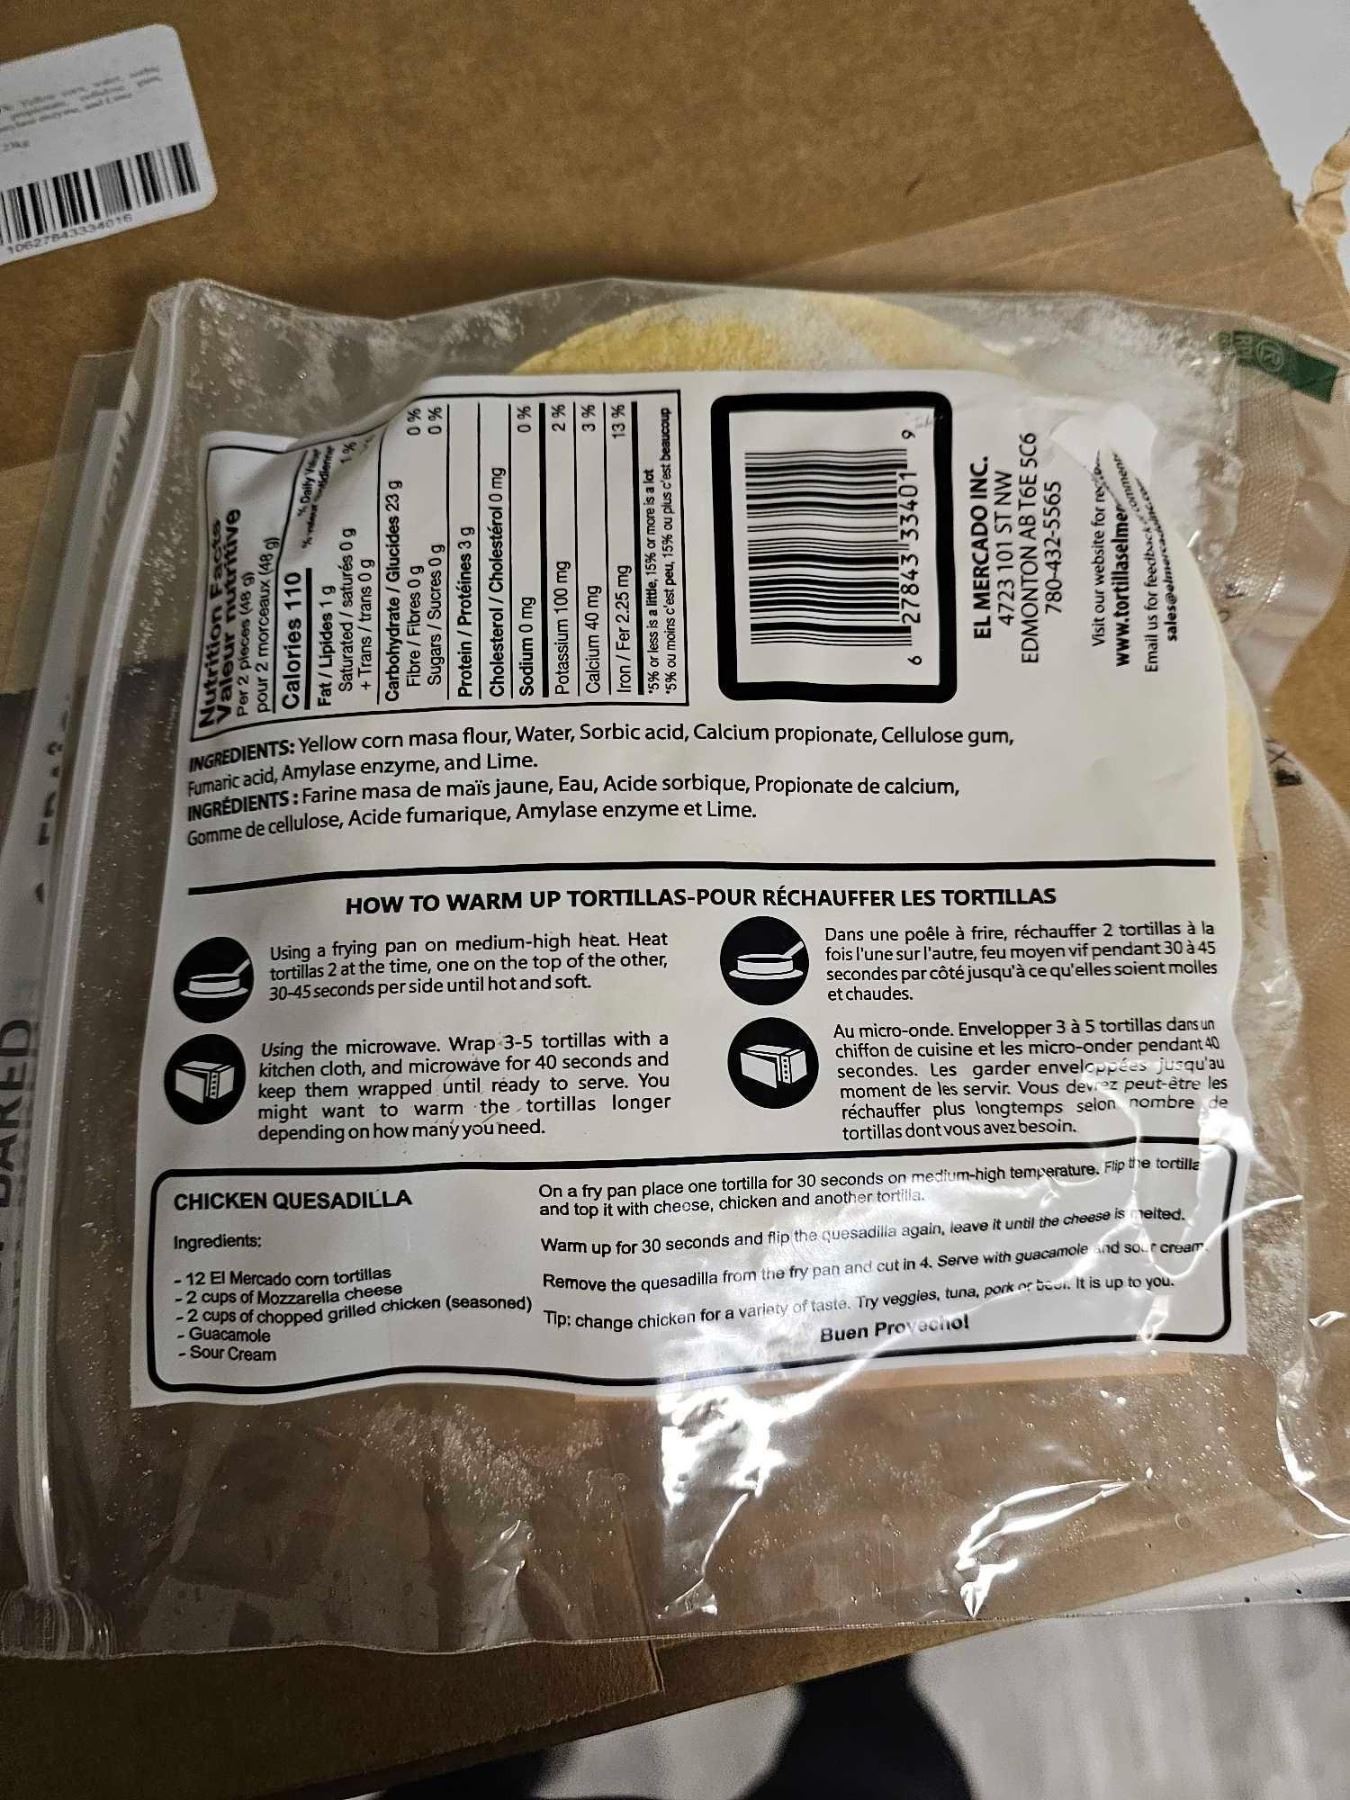 10627843334016
Nutrition Facts
Valeur nutritive
Per 2 pieces (48 g)
pour 2 morceaux (48 g)
Calories 110
% Daily
%
Fat / Lipides 1 g 1 %
Saturated / saturés 0 g
+ Trans / trans 0 g
Carbohydrate / Glucides 23 g
Fibre / Fibres 0 g 0 %
Sugars / Sucres 0 g 0 %
Protein / Protéines 3 g
Cholesterol / Cholestérol 0 mg
Sodium 0 mg 0 %
Potassium 100 mg 2 %
Calcium 40 mg 3 %
Iron / Fer 2.25 mg 13 %
*5% or less is a little, 15% or more is a lot
*5% ou moins c'est peu, 15% ou plus c'est beaucoup
6 27843 33401 9
EL MERCADO INC.
4723 101 ST NW
EDMONTON AB T6E 5C6
780-432-5565
Visit our website for
www.tortillaselmer
Email us for feedback
INGREDIENTS: Yellow corn masa flour, Water, Sorbic acid, Calcium propionate, Cellulose gum,
Fumaric acid, Amylase enzyme, and Lime.
INGRÉDIENTS : Farine masa de maïs jaune, Eau, Acide sorbique, Propionate de calcium,
Gomme de cellulose, Acide fumarique, Amylase enzyme et Lime.
HOW TO WARM UP TORTILLAS-POUR RÉCHAUFFER LES TORTILLAS
Using a frying pan on medium-high heat. Heat
tortillas 2 at the time, one on the top of the other,
30-45 seconds per side until hot and soft.
Using the microwave. Wrap 3-5 tortillas with a
kitchen cloth, and microwave for 40 seconds and
keep them wrapped until ready to serve. You
might want to warm the tortillas longer
depending on how many you need.
Dans une poêle à frire, réchauffer 2 tortillas à la
fois l'une sur l'autre, feu moyen vif pendant 30 à 45
secondes par côté jusqu'à ce qu'elles soient molles
et chaudes.
Au micro-onde. Envelopper 3 à 5 tortillas dans un
chiffon de cuisine et les micro-onder pendant 40
secondes. Les garder enveloppées jusqu'au
moment de les servir. Vous devrez peut-être les
réchauffer plus longtemps selon nombre de
tortillas dont vous avez besoin.
CHICKEN QUESADILLA
Ingredients:
- 12 El Mercado corn tortillas
- 2 cups of Mozzarella cheese
- 2 cups of chopped grilled chicken (seasoned)
- Guacamole
- Sour Cream
On a fry pan place one tortilla for 30 seconds on medium-high temperature. Flip the tortilla
and top it with cheese, chicken and another tortilla.
Warm up for 30 seconds and flip the quesadilla again, leave it until the cheese is melted.
Remove the quesadilla from the fry pan and cut in 4. Serve with guacamole and sour cream.
Tip: change chicken for a variety of taste. Try veggies, tuna, pork or beef. It is up to you.
Buen Provecho!